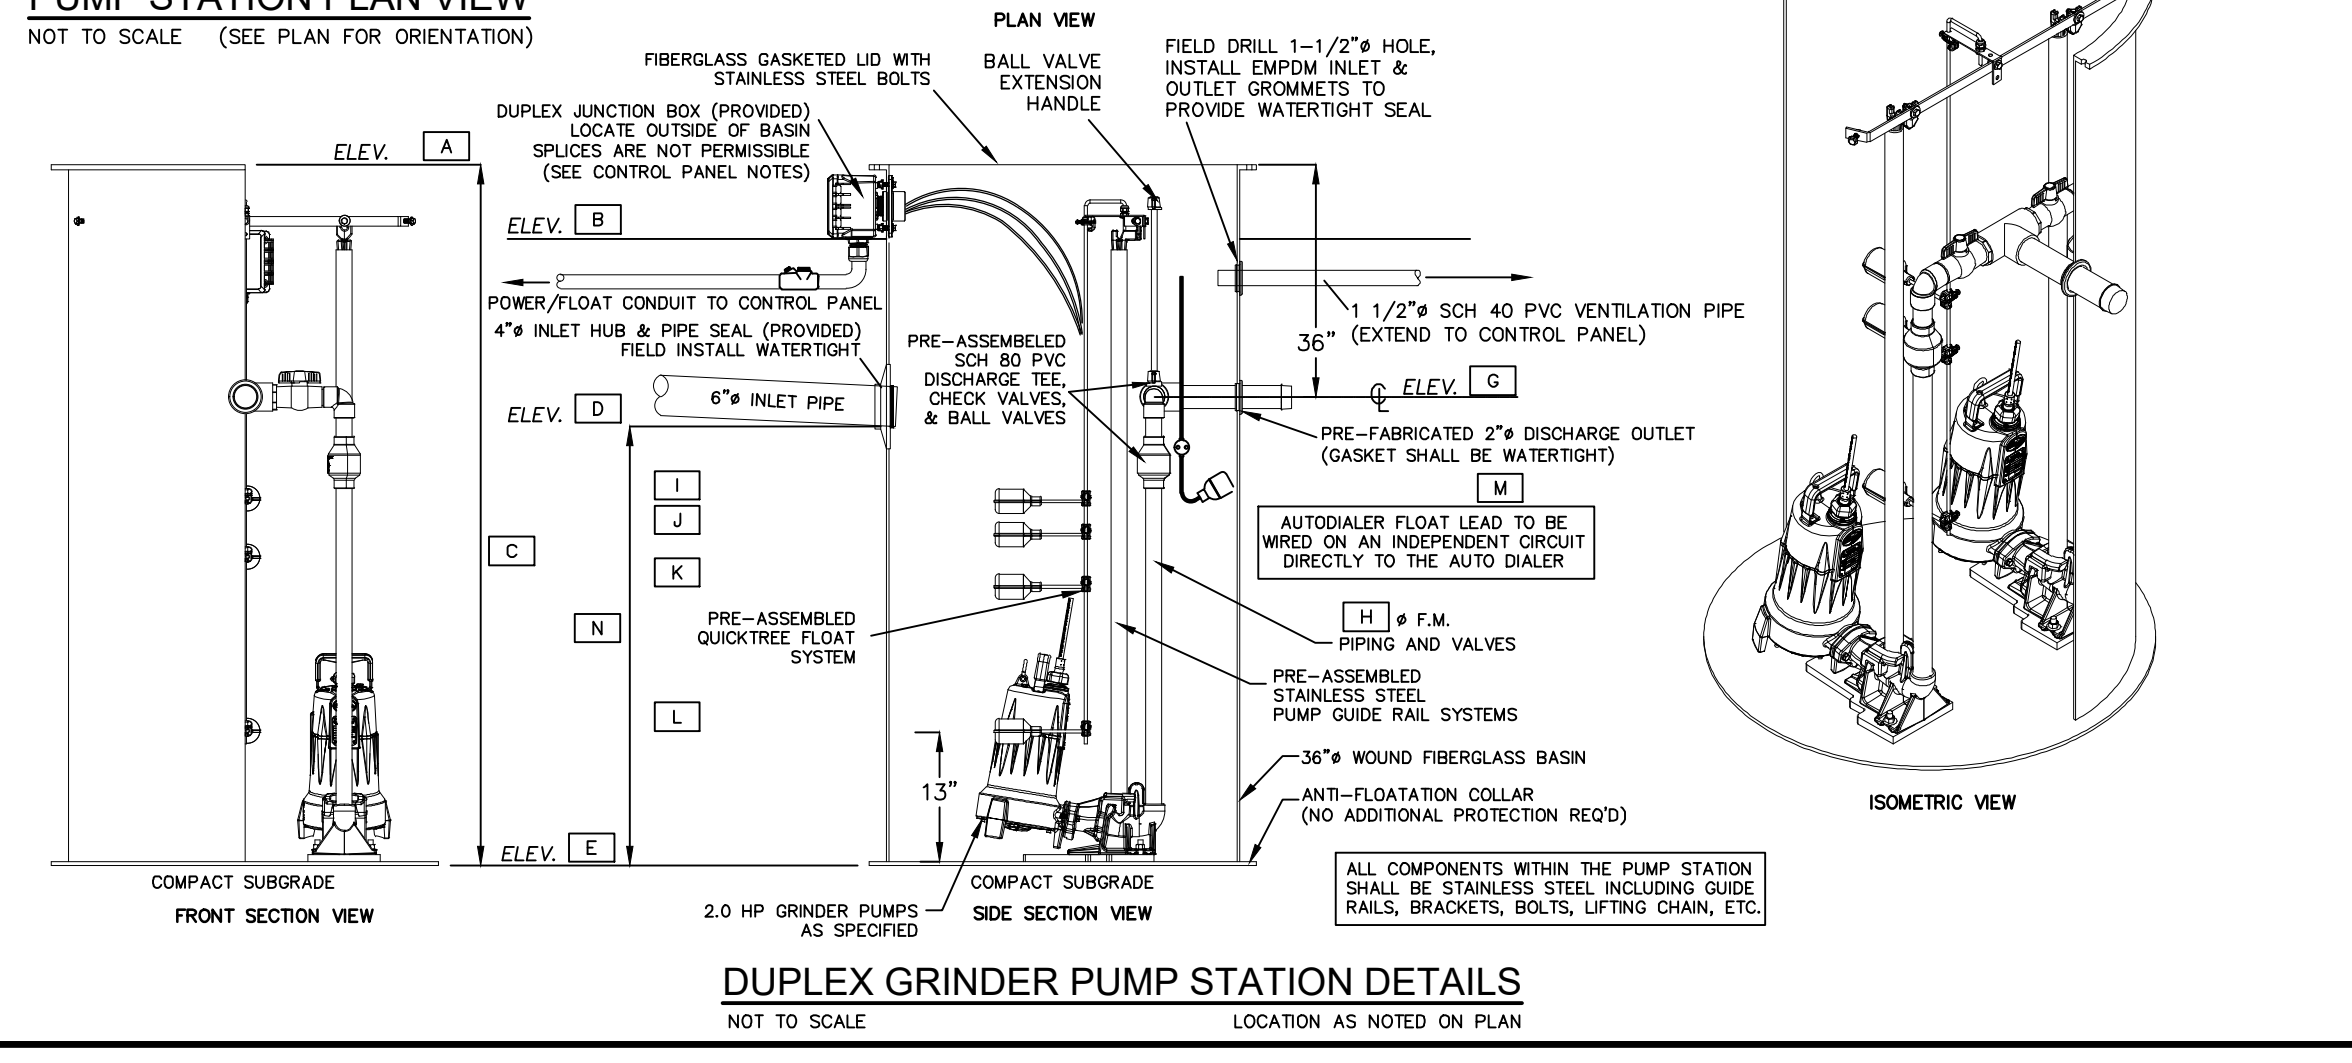 PUMP STATION PLAN VIEW
NOT TO SCALE (SEE PLAN FOR ORIENTATION)
PLAN VIEW
FIBERGLASS GASKETED LID WITH
STAINLESS STEEL BOLTS
BALL VALVE
EXTENSION
HANDLE
FIELD DRILL 1-1/2"ø HOLE,
INSTALL EMPDM INLET &
OUTLET GROMMETS TO
PROVIDE WATERTIGHT SEAL
DUPLEX JUNCTION BOX (PROVIDED)
LOCATE OUTSIDE OF BASIN
SPLICES ARE NOT PERMISSIBLE
(SEE CONTROL PANEL NOTES)
ELEV. A
ELEV. B
POWER/FLOAT CONDUIT TO CONTROL PANEL
4"ø INLET HUB & PIPE SEAL (PROVIDED)
FIELD INSTALL WATERTIGHT
6"ø INLET PIPE
ELEV. D
PRE-ASSEMBELED
SCH 80 PVC
DISCHARGE TEE,
CHECK VALVES,
& BALL VALVES
36"
1 1/2"ø SCH 40 PVC VENTILATION PIPE
(EXTEND TO CONTROL PANEL)
CL ELEV. G
PRE-FABRICATED 2"ø DISCHARGE OUTLET
(GASKET SHALL BE WATERTIGHT)
I
J
K
L
C
N
M
AUTODIALER FLOAT LEAD TO BE
WIRED ON AN INDEPENDENT CIRCUIT
DIRECTLY TO THE AUTO DIALER
PRE-ASSEMBLED
QUICKTREE FLOAT
SYSTEM
H ø F.M.
PIPING AND VALVES
PRE-ASSEMBLED
STAINLESS STEEL
PUMP GUIDE RAIL SYSTEMS
13"
36"ø WOUND FIBERGLASS BASIN
ANTI-FLOATATION COLLAR
(NO ADDITIONAL PROTECTION REQ'D)
ISOMETRIC VIEW
ELEV. E
COMPACT SUBGRADE
FRONT SECTION VIEW
2.0 HP GRINDER PUMPS
AS SPECIFIED
COMPACT SUBGRADE
SIDE SECTION VIEW
ALL COMPONENTS WITHIN THE PUMP STATION
SHALL BE STAINLESS STEEL INCLUDING GUIDE
RAILS, BRACKETS, BOLTS, LIFTING CHAIN, ETC.
DUPLEX GRINDER PUMP STATION DETAILS
NOT TO SCALE LOCATION AS NOTED ON PLAN